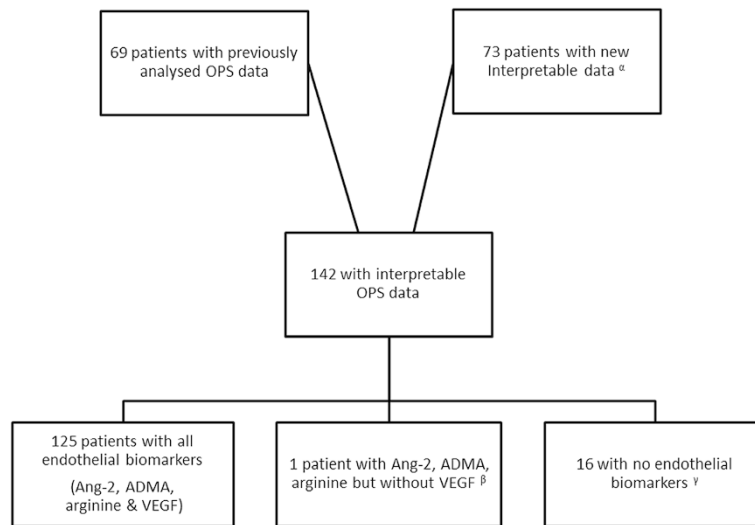 69 patients with previously
analysed OPS data
73 patients with new
Interpretable data α
142 with interpretable
OPS data
125 patients with all
endothelial biomarkers
(Ang-2, ADMA,
arginine & VEGF)
1 patient with Ang-2, ADMA,
arginine but without VEGF β
16 with no endothelial
biomarkers γ